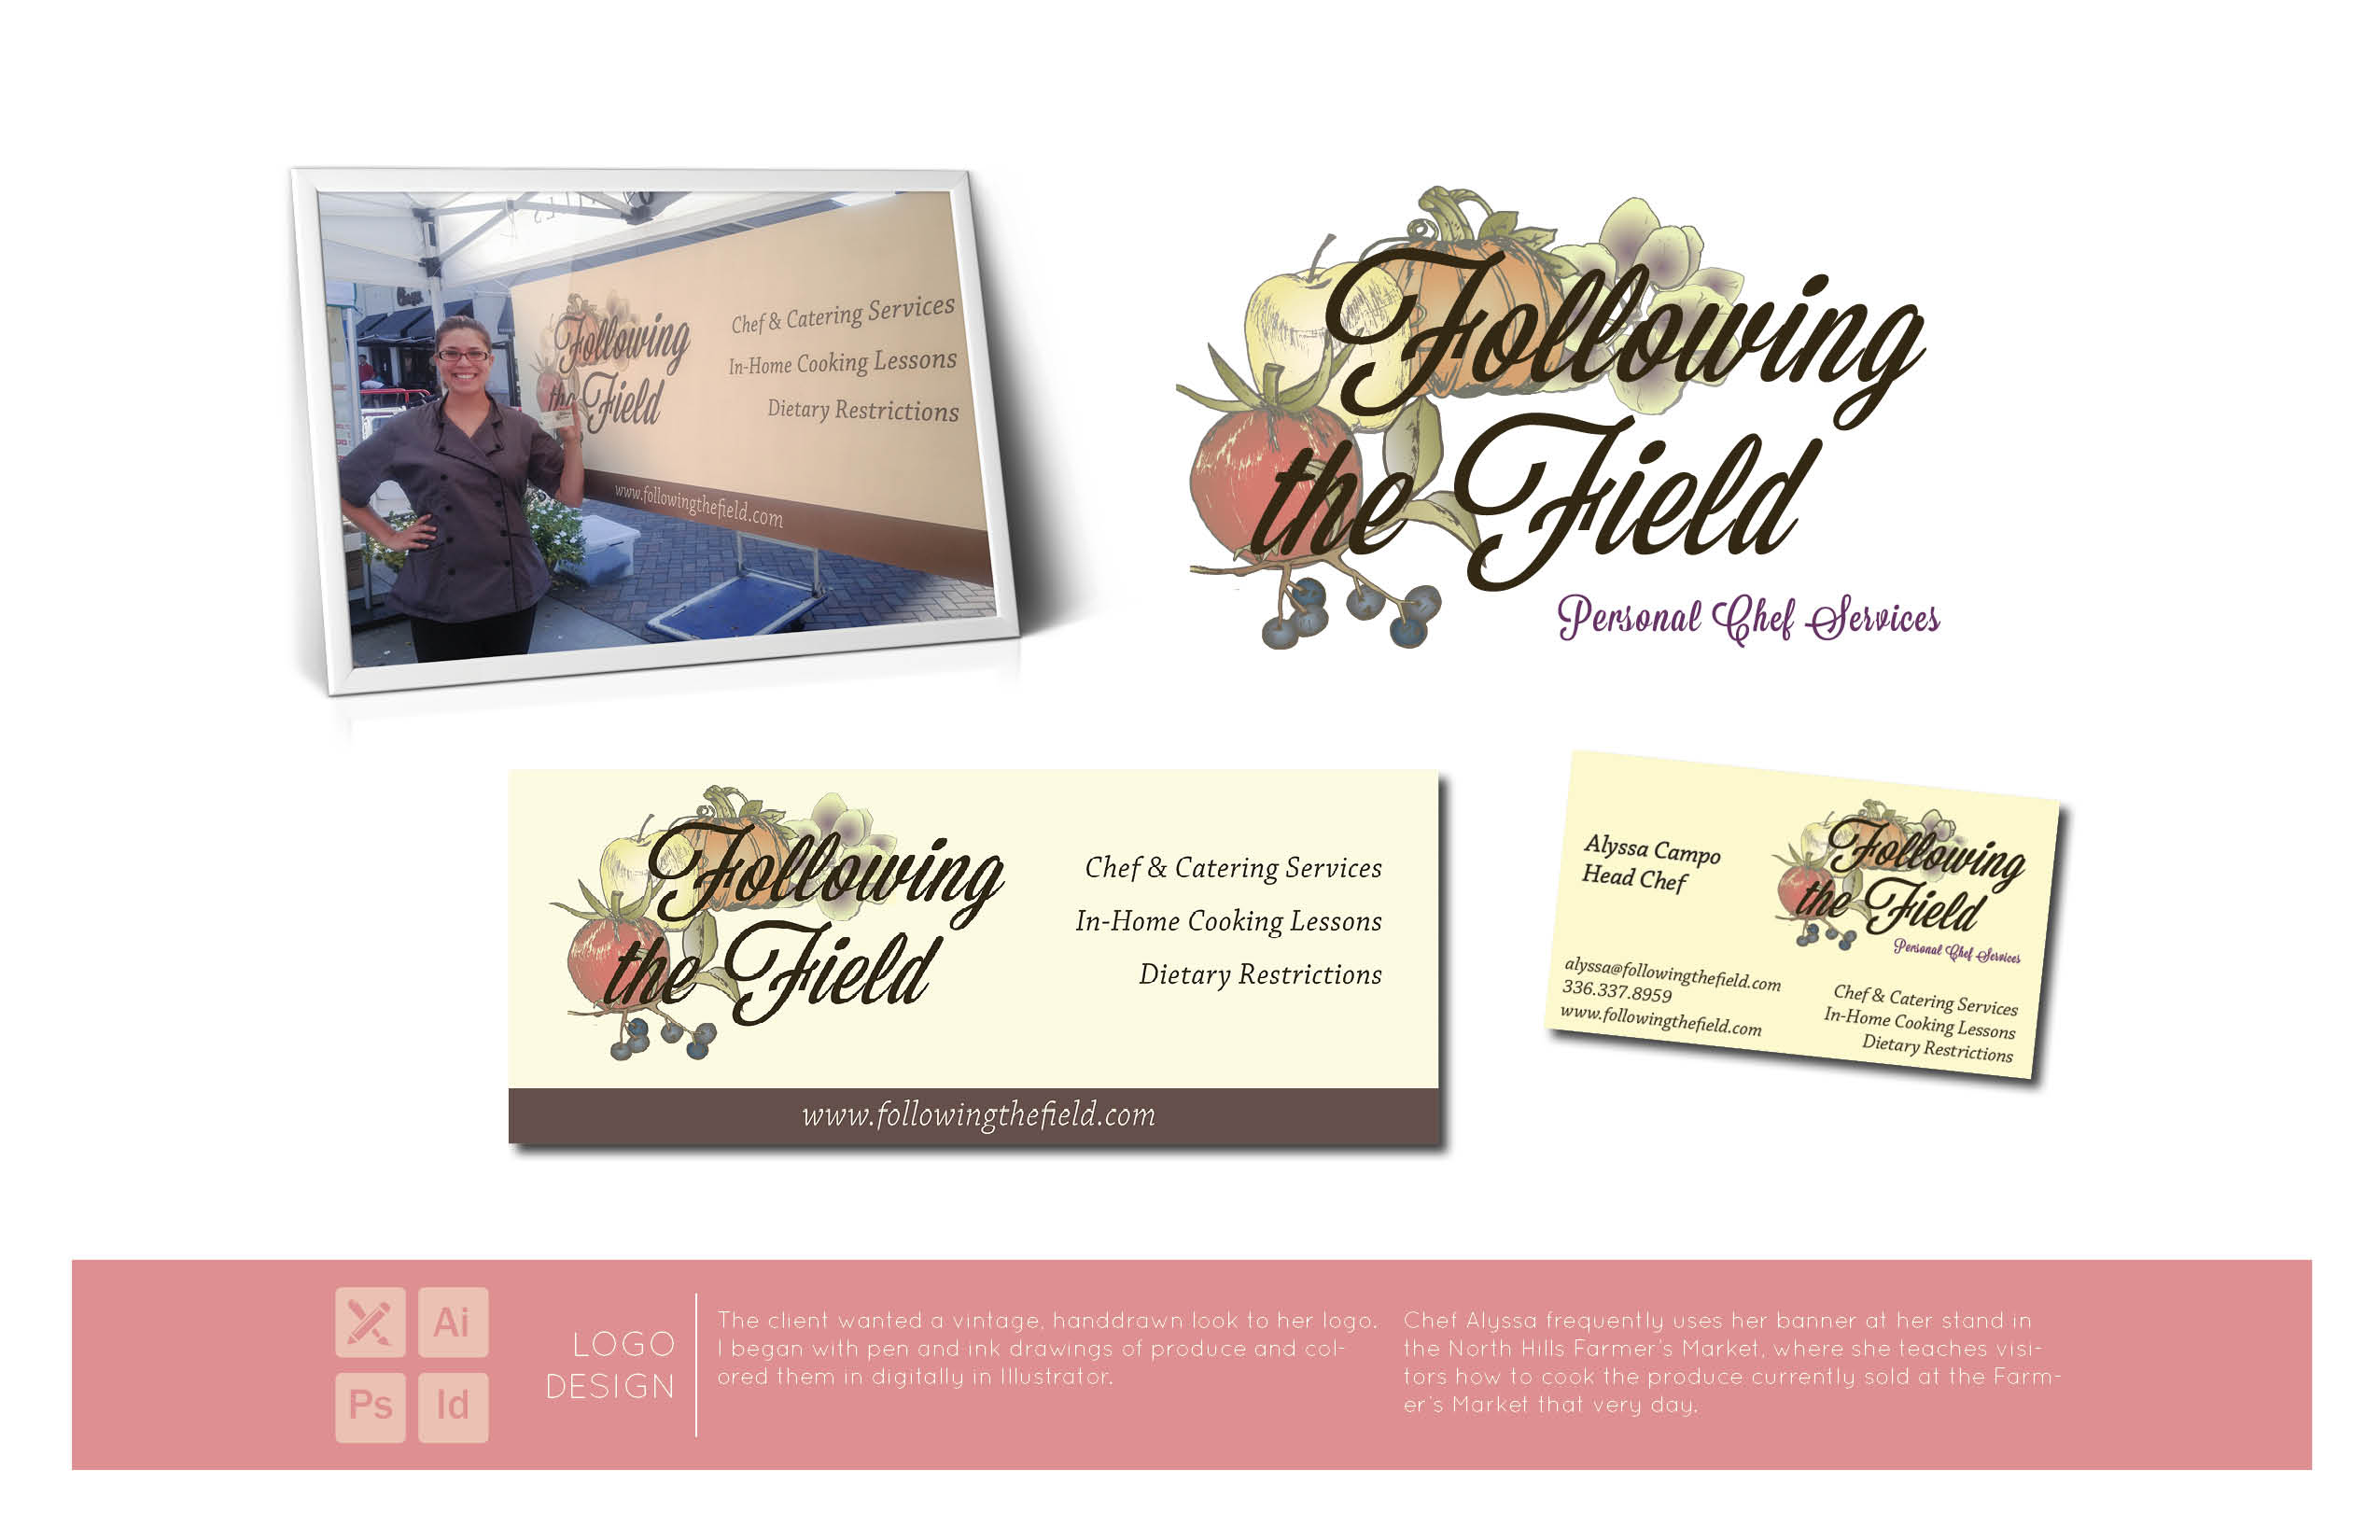 Following
the Field
Chef & Catering Services
In-Home Cooking Lessons
Dietary Restrictions
www.followingthefield.com
Following
the Field
Personal Chef Services
Following
the Field
Chef & Catering Services
In-Home Cooking Lessons
Dietary Restrictions
www.followingthefield.com
Alyssa Campo
Head Chef
Following
the Field
Personal Chef Services
alyssa@followingthefield.com
336.337.8959
www.followingthefield.com
Chef & Catering Services
In-Home Cooking Lessons
Dietary Restrictions
Ai
Ps
Id
LOGO
DESIGN
The client wanted a vintage, handdrawn look to her logo.
I began with pen and ink drawings of produce and col-
ored them in digitally in Illustrator.
Chef Alyssa frequently uses her banner at her stand in
the North Hills Farmer's Market, where she teaches visi-
tors how to cook the produce currently sold at the Farm-
er's Market that very day.